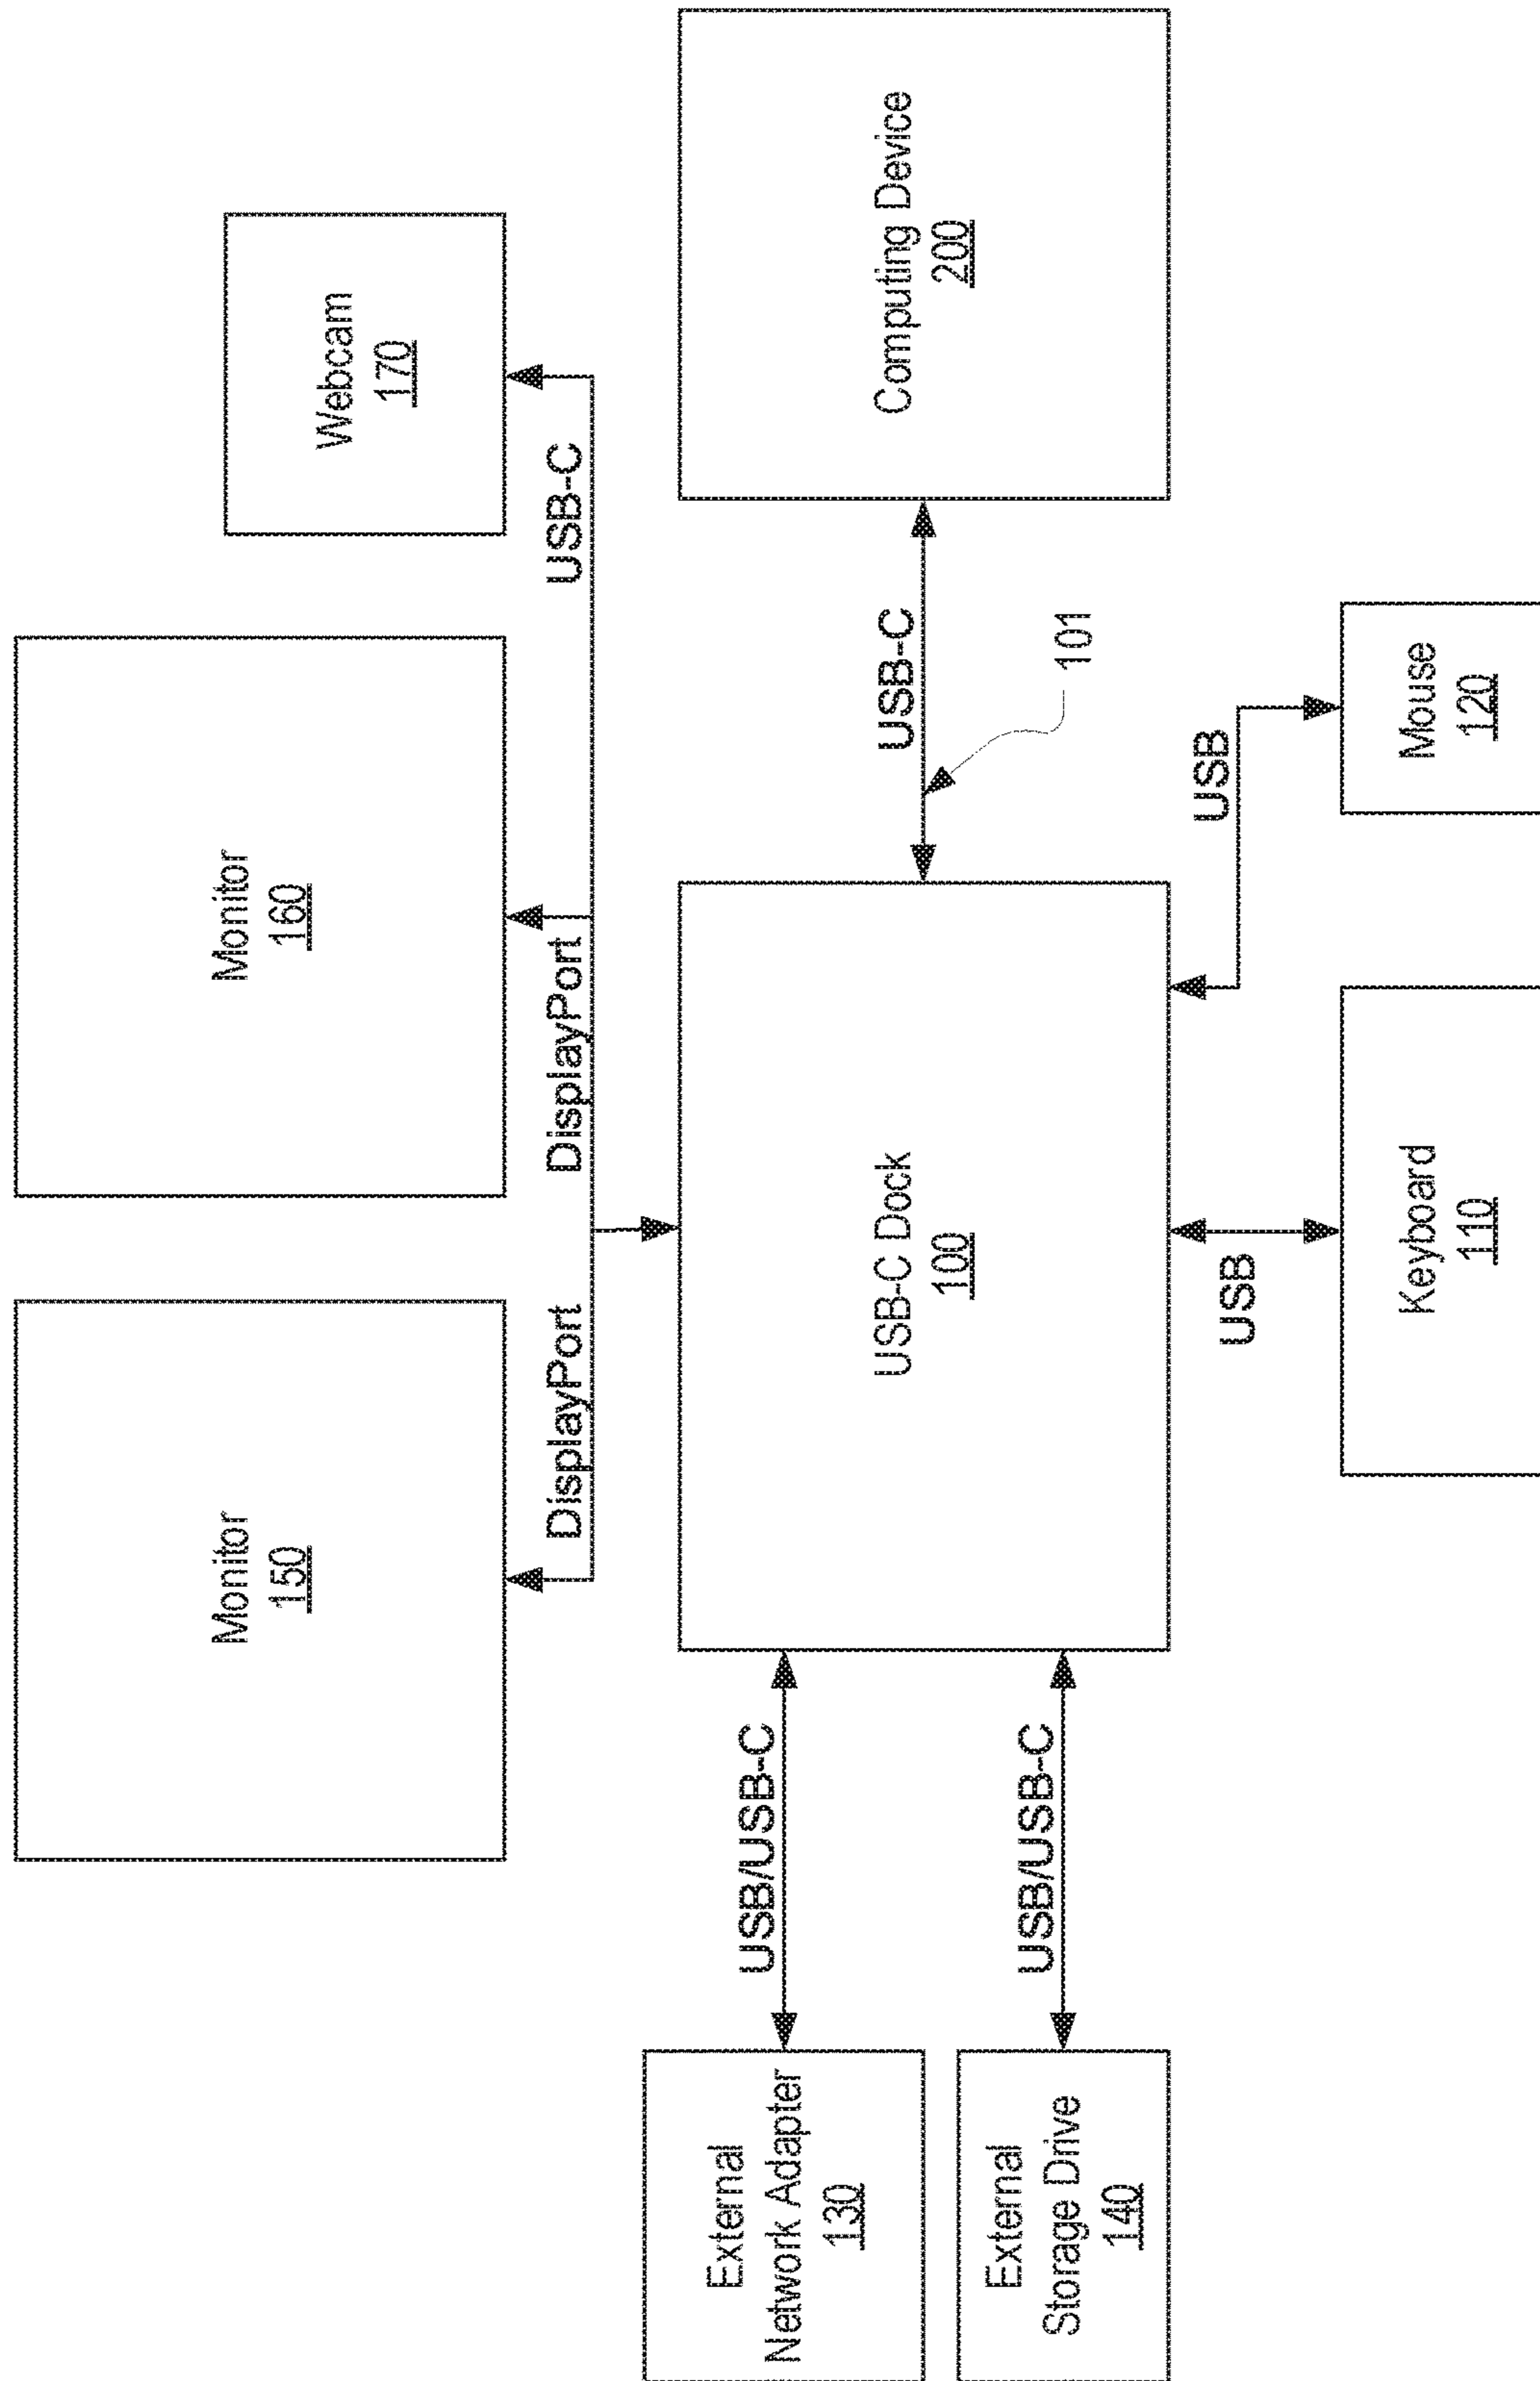 Monitor
150
Monitor
160
Webcam
170
DisplayPort
DisplayPort
USB-C
External
Network Adapter
130
USB/USB-C
USB-C Dock
100
USB-C
101
Computing Device
200
External
Storage Drive
140
USB/USB-C
USB
USB
Keyboard
110
Mouse
120